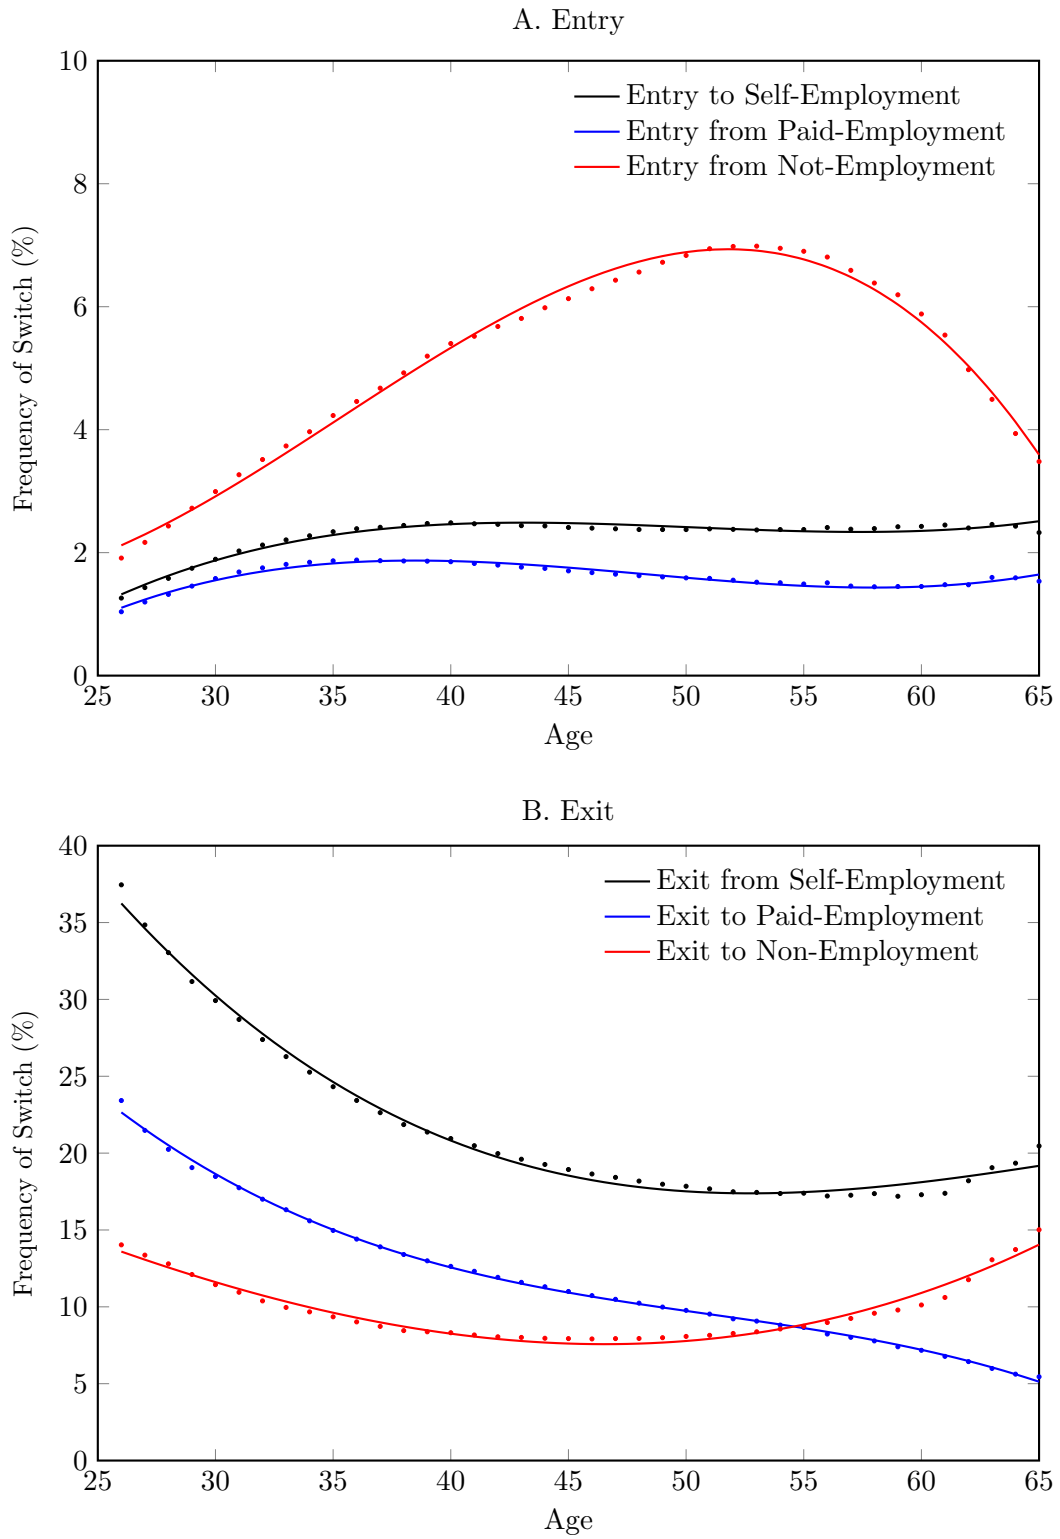 A. Entry
10
8
6
4
2
0
Frequency of Switch (%)
Entry to Self-Employment
Entry from Paid-Employment
Entry from Not-Employment
25 30 35 40 45 50 55 60 65
Age
B. Exit
40
35
30
25
20
15
10
5
0
Frequency of Switch (%)
Exit from Self-Employment
Exit to Paid-Employment
Exit to Non-Employment
25 30 35 40 45 50 55 60 65
Age